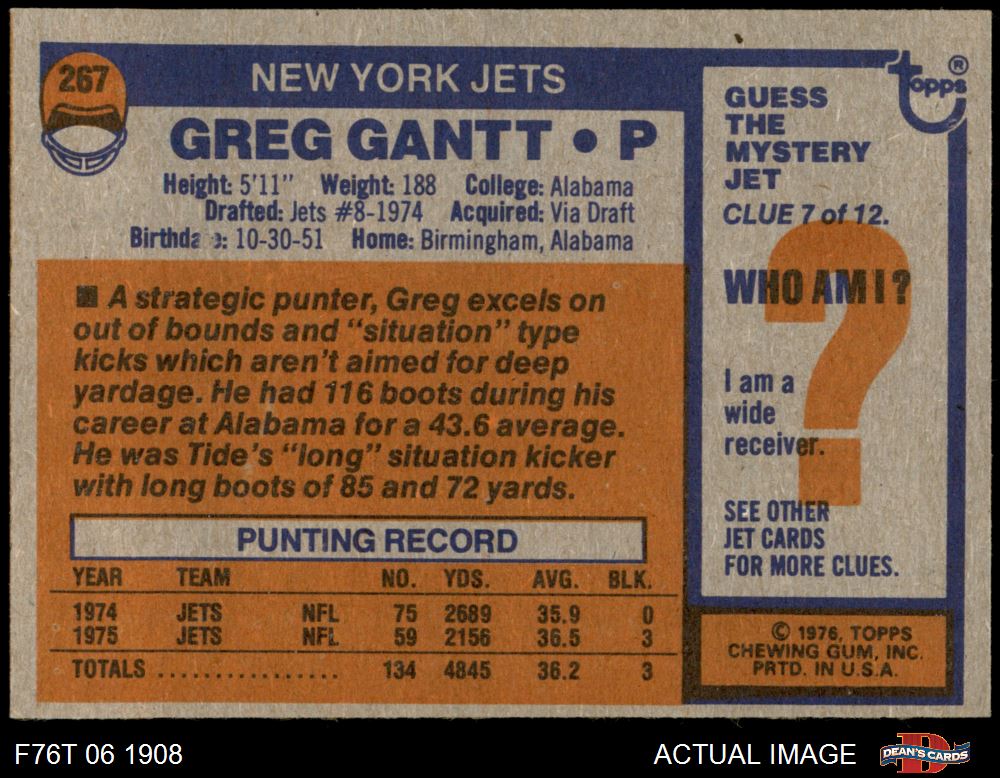 267
NEW YORK JETS
GREG GANTT • P
Height: 5'11" Weight: 188 College: Alabama
Drafted: Jets #8-1974 Acquired: Via Draft
10-30-51 Home: Birmingham, Alabama
■ A strategic punter, Greg excels on
out of bounds and "situation" type
kicks which aren't aimed for deep
yardage. He had 116 boots during his
career at Alabama for a 43.6 average.
He was Tide's "long" situation kicker
with long boots of 85 and 72 yards.
PUNTING RECORD
YEAR TEAM NO. YDS. AVG. BLK.
1974 JETS NFL 75 2689 35.9 0
1975 JETS NFL 59 2156 36.5 3
TOTALS ................ 134 4845 36.2 3
topps®
GUESS
THE
MYSTERY
JET
CLUE 7 of 12.
WHO AM I?
?
I am a
wide
receiver.
SEE OTHER
JET CARDS
FOR MORE CLUES.
© 1976, TOPPS
CHEWING GUM, INC.
PRTD. IN U.S.A.
F76T 06 1908
ACTUAL IMAGE
D
DEAN'S CARDS